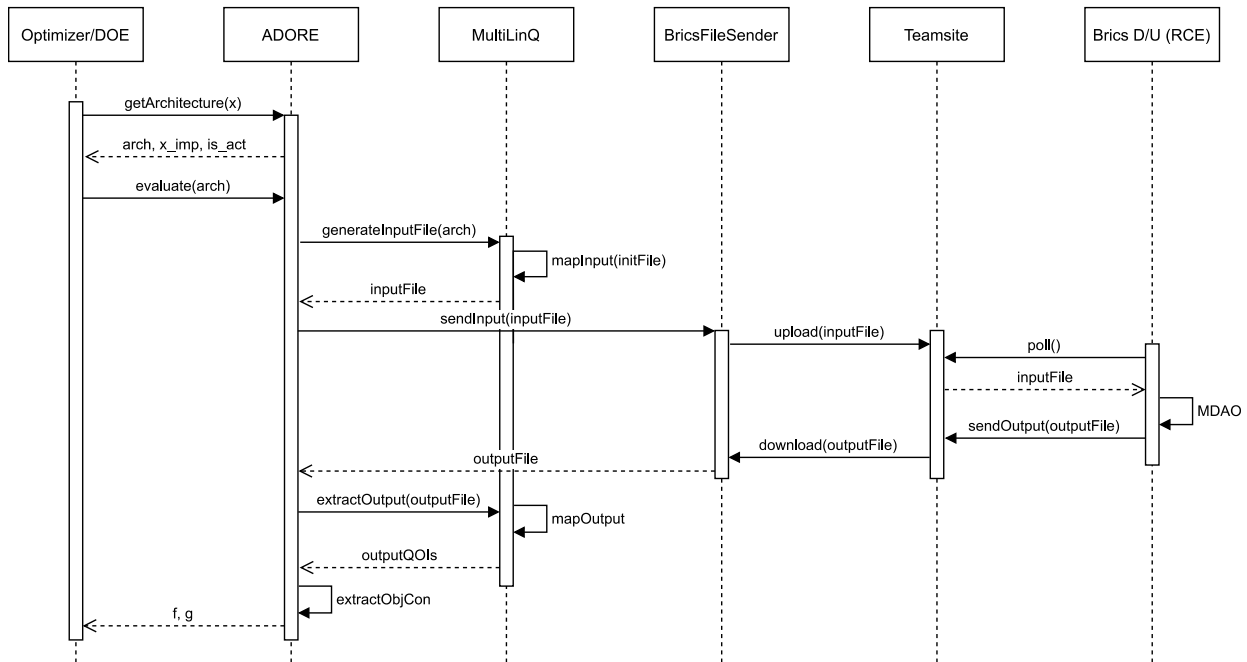 Optimizer/DOE
ADORE
MultiLinQ
BricsFileSender
Teamsite
Brics D/U (RCE)
getArchitecture(x)
arch, x_imp, is_act
evaluate(arch)
generateInputFile(arch)
mapInput(initFile)
inputFile
sendInput(inputFile)
upload(inputFile)
poll()
inputFile
MDAO
sendOutput(outputFile)
download(outputFile)
outputFile
extractOutput(outputFile)
mapOutput
outputQOIs
extractObjCon
f, g